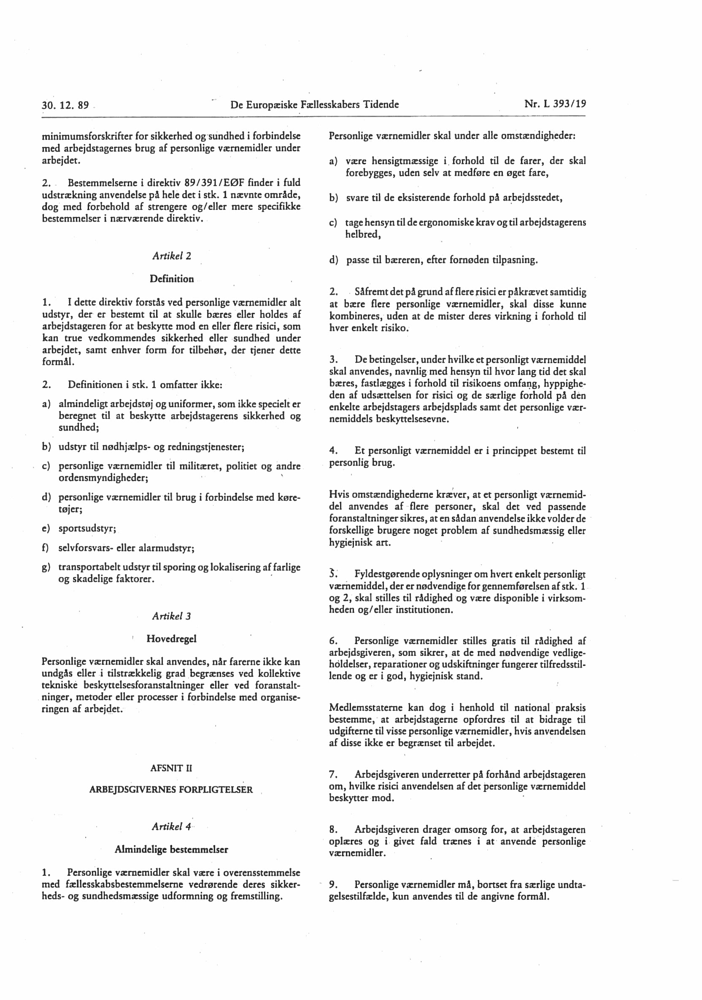 30. 12. 89
De Europæiske Fællesskabers Tidende
Nr. L 393/19
minimumsforskrifter for sikkerhed og sundhed i forbindelse
med arbejdstagernes brug af personlige værnemidler under
arbejdet.
2. Bestemmelserne i direktiv 89/391/EØF finder i fuld
udstrækning anvendelse på hele det i stk. 1 nævnte område,
dog med forbehold af strengere og/eller mere specifikke
bestemmelser i nærværende direktiv.
Artikel 2
Definition
1. I dette direktiv forstås ved personlige værnemidler alt
udstyr, der er bestemt til at skulle bæres eller holdes af
arbejdstageren for at beskytte mod en eller flere risici, som
kan true vedkommendes sikkerhed eller sundhed under
arbejdet, samt enhver form for tilbehør, der tjener dette
formål.
2. Definitionen i stk. 1 omfatter ikke:
a) almindeligt arbejdstøj og uniformer, som ikke specielt er
beregnet til at beskytte arbejdstagerens sikkerhed og
sundhed;
b) udstyr til nødhjælps- og redningstjenester;
c) personlige værnemidler til militæret, politiet og andre
ordensmyndigheder;
d) personlige værnemidler til brug i forbindelse med køre-
tøjer;
e) sportsudstyr;
f) selvforsvars- eller alarmudstyr;
g) transportabelt udstyr til sporing og lokalisering af farlige
og skadelige faktorer.
Artikel 3
Hovedregel
Personlige værnemidler skal anvendes, når farerne ikke kan
undgås eller i tilstrækkelig grad begrænses ved kollektive
tekniske beskyttelsesforanstaltninger eller ved foranstalt-
ninger, metoder eller processer i forbindelse med organise-
ringen af arbejdet.
AFSNIT II
ARBEJDSGIVERNES FORPLIGTELSER
Artikel 4
Almindelige bestemmelser
1. Personlige værnemidler skal være i overensstemmelse
med fællesskabsbestemmelserne vedrørende deres sikker-
heds- og sundhedsmæssige udformning og fremstilling.
Personlige værnemidler skal under alle omstændigheder:
a) være hensigtmæssige i forhold til de farer, der skal
forebygges, uden selv at medføre en øget fare,
b) svare til de eksisterende forhold på arbejdsstedet,
c) tage hensyn til de ergonomiske krav og til arbejdstagerens
helbred,
d) passe til bæreren, efter fornøden tilpasning.
2. Såfremt det på grund af flere risici er påkrævet samtidig
at bære flere personlige værnemidler, skal disse kunne
kombineres, uden at de mister deres virkning i forhold til
hver enkelt risiko.
3. De betingelser, under hvilke et personligt værnemiddel
skal anvendes, navnlig med hensyn til hvor lang tid det skal
bæres, fastlægges i forhold til risikoens omfang, hyppighe-
den af udsættelsen for risici og de særlige forhold på den
enkelte arbejdstagers arbejdsplads samt det personlige vær-
nemiddels beskyttelsesevne.
4. Et personligt værnemiddel er i princippet bestemt til
personlig brug.
Hvis omstændighederne kræver, at et personligt værnemid-
del anvendes af flere personer, skal det ved passende
foranstaltninger sikres, at en sådan anvendelse ikke volder de
forskellige brugere noget problem af sundhedsmæssig eller
hygiejnisk art.
5. Fyldestgørende oplysninger om hvert enkelt personligt
værnemiddel, der er nødvendige for gennemførelsen af stk. 1
og 2, skal stilles til rådighed og være disponible i virksom-
heden og/eller institutionen.
6. Personlige værnemidler stilles gratis til rådighed af
arbejdsgiveren, som sikrer, at de med nødvendige vedlige-
holdelser, reparationer og udskiftninger fungerer tilfredsstil-
lende og er i god, hygiejnisk stand.
Medlemsstaterne kan dog i henhold til national praksis
bestemme, at arbejdstagerne opfordres til at bidrage til
udgifterne til visse personlige værnemidler, hvis anvendelsen
af disse ikke er begrænset til arbejdet.
7. Arbejdsgiveren underretter på forhånd arbejdstageren
om, hvilke risici anvendelsen af det personlige værnemiddel
beskytter mod.
8. Arbejdsgiveren drager omsorg for, at arbejdstageren
oplæres og i givet fald trænes i at anvende personlige
værnemidler.
9. Personlige værnemidler må, bortset fra særlige undta-
gelsestilfælde, kun anvendes til de angivne formål.